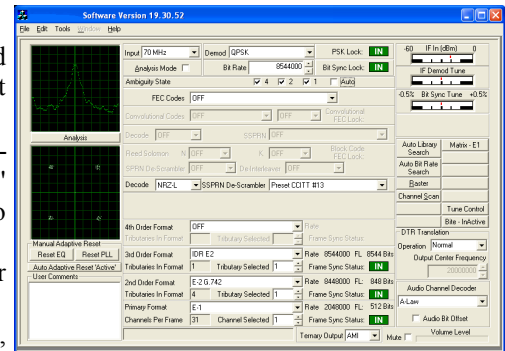 Software Version 19.30.52
File Edit Tools Window Help
Input 70 MHz Demod QPSK PSK Lock: IN
Analysis Mode Bit Rate 8544000 Bit Sync Lock: IN
Ambiguity State 4 2 1 Auto
FEC Codes OFF
Convolutional Codes OFF OFF Convolutional FEC Lock:
Decode OFF SSPRN OFF
Reed Solomon N OFF K OFF Block Code FEC Lock:
SPRN De-Scrambler OFF De-Interleaver OFF
Decode NRZ-L SSPRN De-Scrambler Preset CCITT #13
4th Order Format OFF Rate
Tributaries In Format Tributary Selected Frame Sync Status
3rd Order Format IDR E2 Rate 8544000 FL: 8544 Bits
Tributaries In Format 1 Tributary Selected 1 Frame Sync Status IN
2nd Order Format E-2 G.742 Rate 8448000 FL: 848 Bits
Tributaries In Format 4 Tributary Selected 1 Frame Sync Status IN
Primary Format E-1 Rate 2048000 FL: 512 Bits
Channels Per Frame 31 Channel Selected 1 Frame Sync Status IN
Ternary Output AMI Mute Volume Level
Analysis
Manual Adaptive Reset
Reset EQ Reset PLL
Auto Adaptive Reset 'Active'
User Comments
-60 IF In (dBm) 0
IF Demod Tune
-0.5% Bit Sync Tune +0.5%
Auto Library Search Matrix - E1
Auto Bit Rate Search
Raster
Channel Scan
Tune Control
Bite - InActive
DTR Translation
Operation Normal
Output Center Frequency
20000000
Audio Channel Decoder
A-Law
Audio Bit Offset